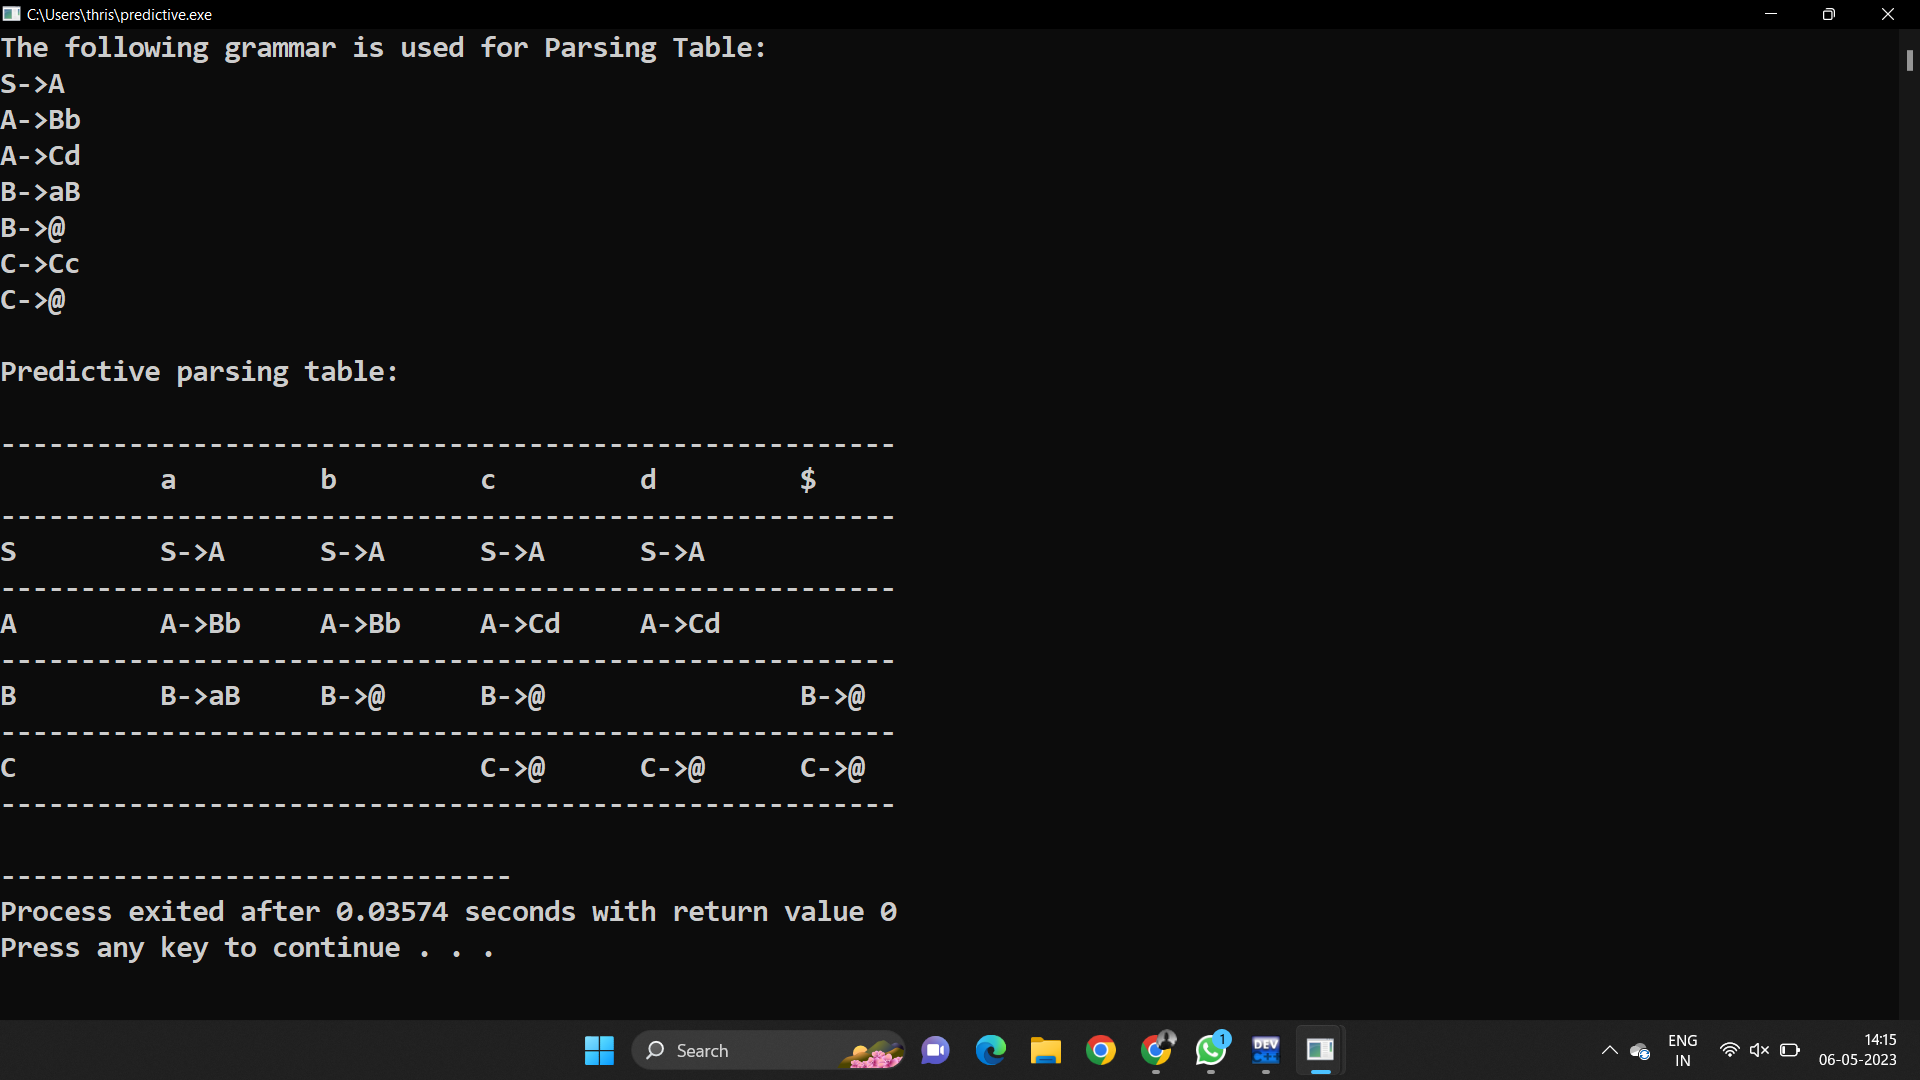 C:\Users\thris\predictive.exe
The following grammar is used for Parsing Table:
S->A
A->Bb
A->Cd
B->aB
B->@
C->Cc
C->@
Predictive parsing table:
--------------------------------------------------------
a b c d $
--------------------------------------------------------
S S->A S->A S->A S->A
--------------------------------------------------------
A A->Bb A->Bb A->Cd A->Cd
--------------------------------------------------------
B B->aB B->@ B->@ B->@
--------------------------------------------------------
C C->@ C->@ C->@
--------------------------------------------------------
--------------------------------
Process exited after 0.03574 seconds with return value 0
Press any key to continue . . .
Search
1
DEV
C++
ENG
IN
14:15
06-05-2023